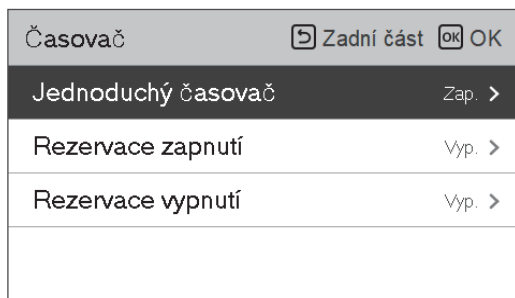 Časovač Zadní část OK OK
Jednoduchý časovač Zap. >
Rezervace zapnutí Vyp. >
Rezervace vypnutí Vyp. >